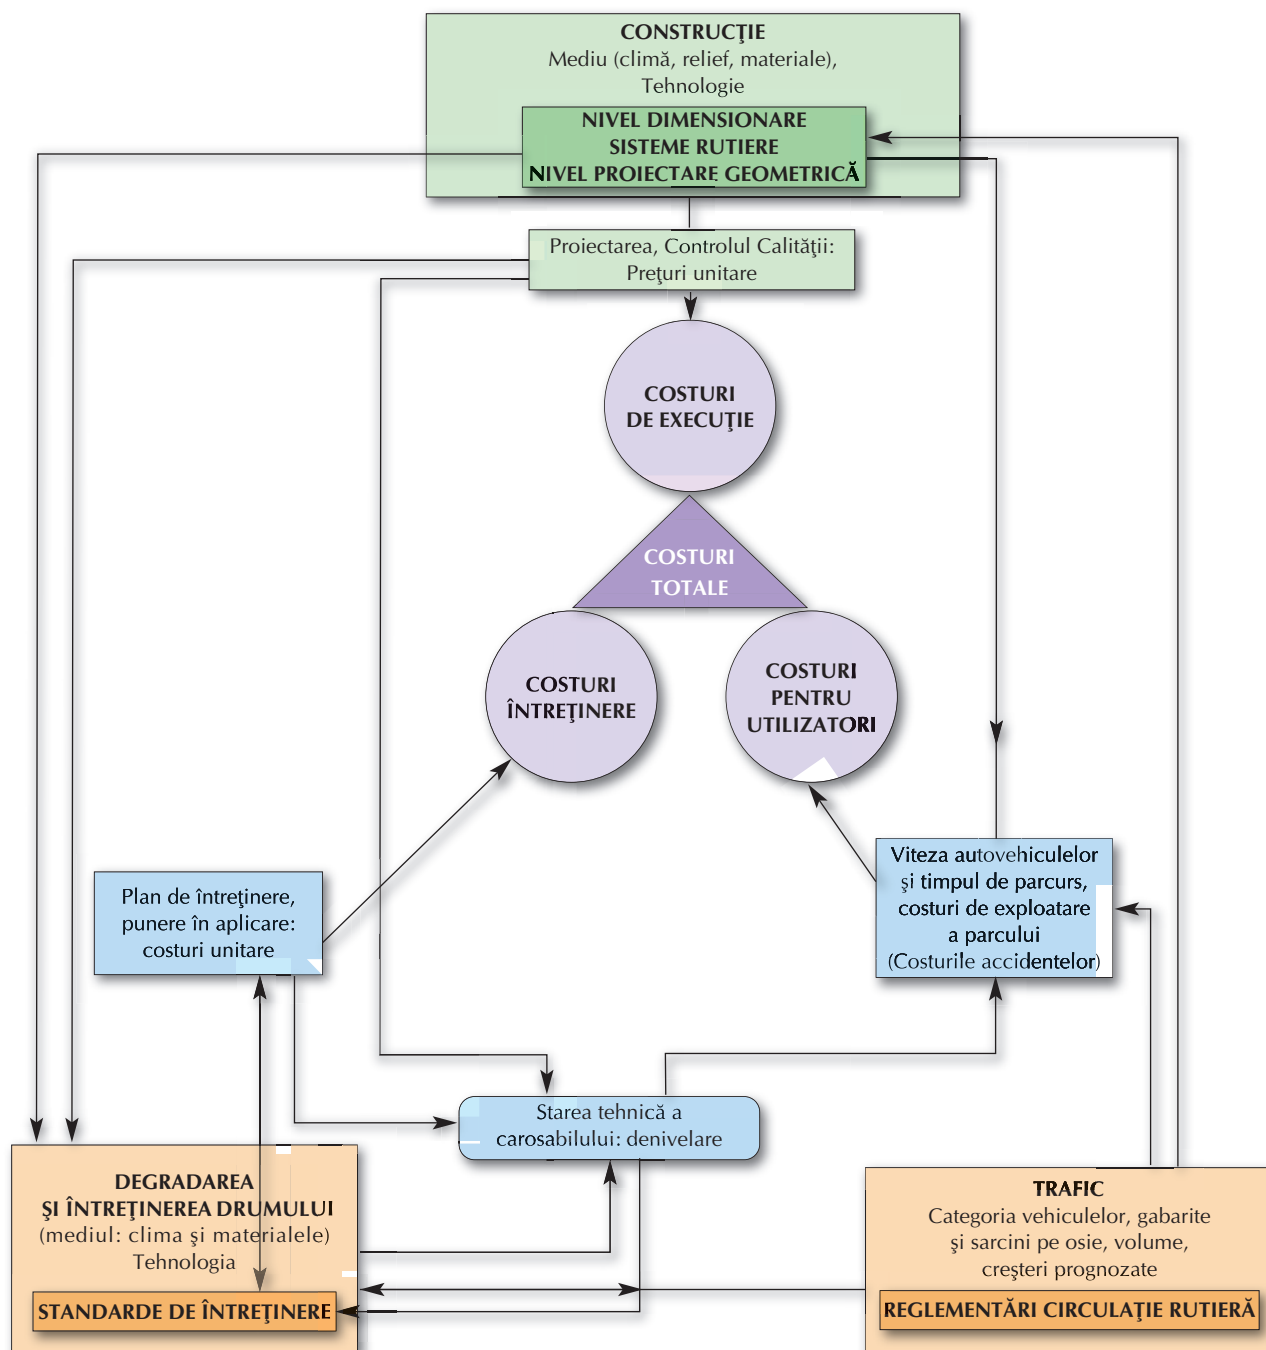 CONSTRUCŢIE
Mediu (climă, relief, materiale),
Tehnologie
NIVEL DIMENSIONARE
SISTEME RUTIERE
NIVEL PROIECTARE GEOMETRICĂ
Proiectarea, Controlul Calităţii:
Preţuri unitare
COSTURI
DE EXECUŢIE
COSTURI
TOTALE
COSTURI
ÎNTREŢINERE
COSTURI
PENTRU
UTILIZATORI
Plan de întreţinere,
punere în aplicare:
costuri unitare
Viteza autovehiculelor
şi timpul de parcurs,
costuri de exploatare
a parcului
(Costurile accidentelor)
Starea tehnică a
carosabilului: denivelare
DEGRADAREA
ŞI ÎNTREŢINEREA DRUMULUI
(mediul: clima şi materialele)
Tehnologia
STANDARDE DE ÎNTREŢINERE
TRAFIC
Categoria vehiculelor, gabarite
şi sarcini pe osie, volume,
creşteri prognozate
REGLEMENTĂRI CIRCULAŢIE RUTIERĂ